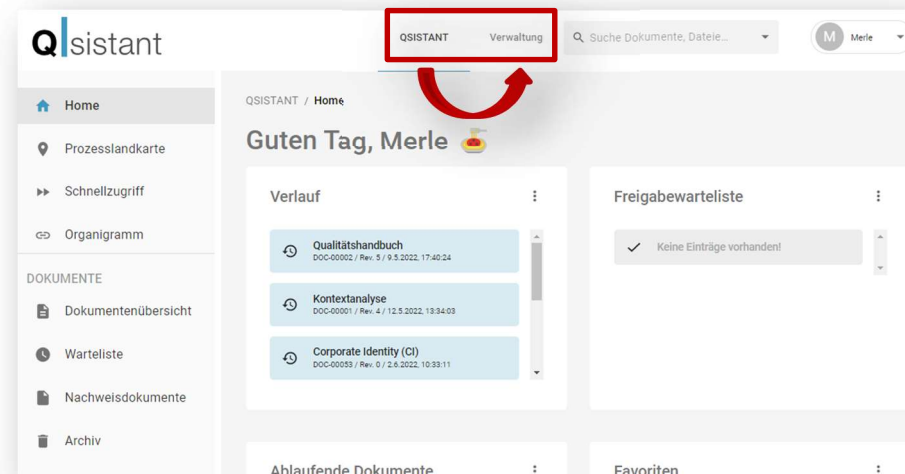 Qsistant
QSISTANT Verwaltung
Suche Dokumente, Dateie...
M Merle
Home
Prozesslandkarte
Schnellzugriff
Organigramm
DOKUMENTE
Dokumentenübersicht
Warteliste
Nachweisdokumente
Archiv
QSISTANT / Home
Guten Tag, Merle
Verlauf
Qualitätshandbuch
DOC-00002 / Rev. 5 / 9.5.2022, 17:40:24
Kontextanalyse
DOC-00001 / Rev. 4 / 12.5.2022, 13:34:03
Corporate Identity (CI)
DOC-00053 / Rev. 0 / 2.6.2022, 10:33:11
Freigabewarteliste
Keine Einträge vorhanden!
Ablaufende Dokumente
Favoriten